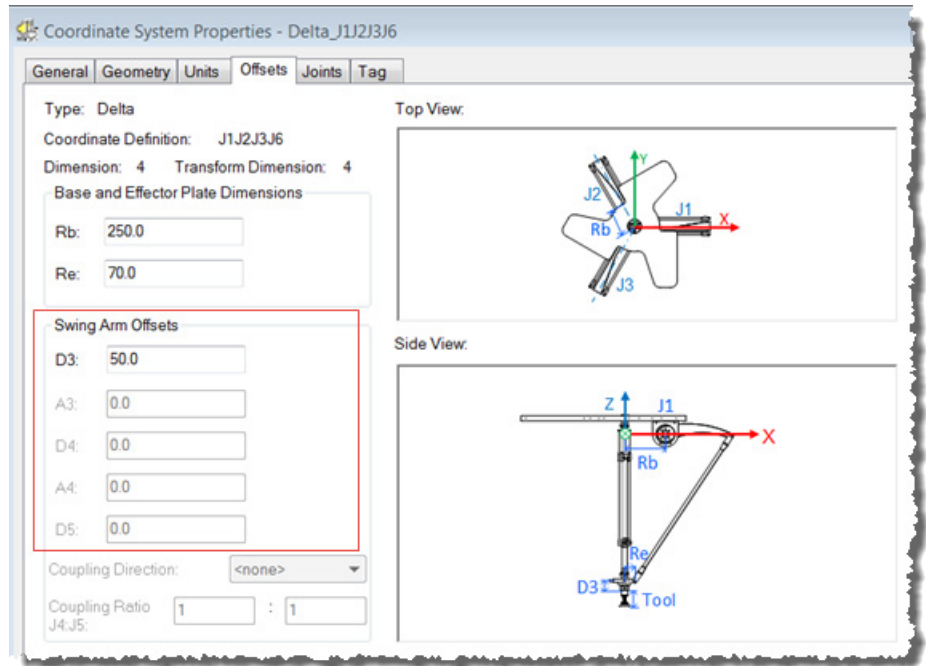 Coordinate System Properties - Delta_J1J2J3J6
General Geometry Units Offsets Joints Tag
Type: Delta
Coordinate Definition: J1J2J3J6
Dimension: 4 Transform Dimension: 4
Base and Effector Plate Dimensions
Rb: 250.0
Re: 70.0
Swing Arm Offsets
D3: 50.0
A3: 0.0
D4: 0.0
A4: 0.0
D5: 0.0
Coupling Direction: <none>
Coupling Ratio 1 : 1
J4:J5:
Top View:
Y
J2
J1
X
Rb
J3
Side View:
Z
J1
X
Rb
Re
D3
Tool